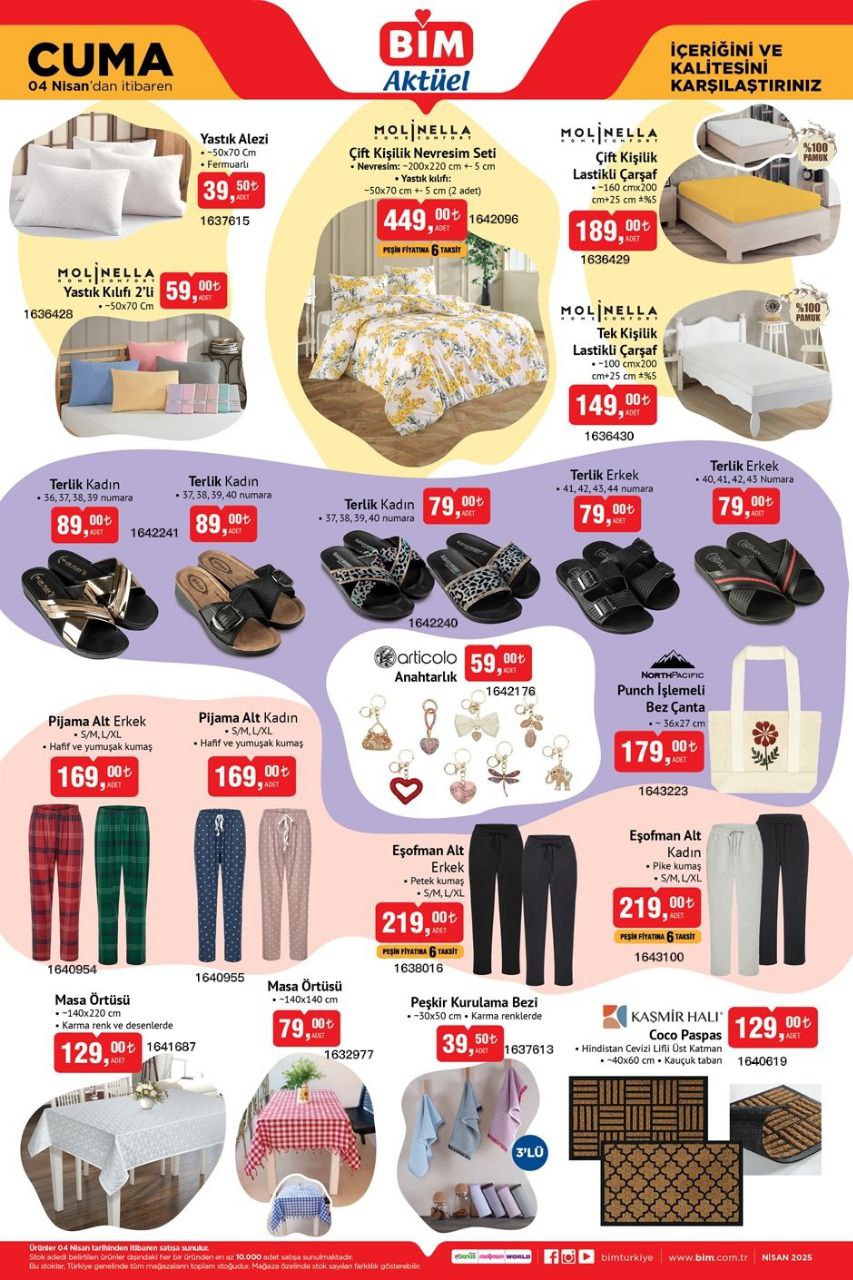 CUMA
04 Nisan'dan itibaren
BİM
Aktüel
İÇERİĞİNİ VE
KALİTESİNİ
KARŞILAŞTIRINIZ
Yastık Alezi
• ~50x70 Cm
• Fermuarlı
39,50₺ ADET
1637615
MOLINELLA
HOME COMFORT
Yastık Kılıfı 2'li
• ~50x70 Cm
59,00₺ ADET
1636428
MOLINELLA
HOME COMFORT
Çift Kişilik Nevresim Seti
• Nevresim: ~200x220 cm +- 5 cm
• Yastık kılıfı:
~50x70 cm +- 5 cm (2 adet)
449,00₺ ADET
1642096
PEŞİN FİYATINA 6 TAKSİT
MOLINELLA
HOME COMFORT
Çift Kişilik
Lastikli Çarşaf
• ~160 cmx200
cm+25 cm ±%5
189,00₺ ADET
1636429
%100
PAMUK
MOLINELLA
HOME COMFORT
Tek Kişilik
Lastikli Çarşaf
• ~100 cmx200
cm+25 cm ±%5
149,00₺ ADET
1636430
%100
PAMUK
Terlik Kadın
• 36,37,38,39 numara
89,00₺ ADET
1642241
Terlik Kadın
• 37,38,39,40 numara
89,00₺ ADET
Terlik Kadın
• 37,38,39,40 numara
79,00₺ ADET
1642240
Terlik Erkek
• 41,42,43,44 numara
79,00₺ ADET
Terlik Erkek
• 40,41,42,43 Numara
79,00₺ ADET
articolo
Anahtarlık
59,00₺ ADET
1642176
NORTHPACIFIC
Punch İşlemeli
Bez Çanta
• ~ 36x27 cm
179,00₺ ADET
1643223
Pijama Alt Erkek
• S/M, L/XL
• Hafif ve yumuşak kumaş
169,00₺ ADET
1640954
Pijama Alt Kadın
• S/M, L/XL
• Hafif ve yumuşak kumaş
169,00₺ ADET
1640955
Eşofman Alt
Erkek
• Petek kumaş
• S/M, L/XL
219,00₺ ADET
PEŞİN FİYATINA 6 TAKSİT
1638016
Eşofman Alt
Kadın
• Pike kumaş
• S/M, L/XL
219,00₺ ADET
PEŞİN FİYATINA 6 TAKSİT
1643100
Masa Örtüsü
• ~140x220 cm
• Karma renk ve desenlerde
129,00₺ ADET
1641687
Masa Örtüsü
• ~140x140 cm
79,00₺ ADET
1632977
Peşkir Kurulama Bezi
• ~30x50 cm • Karma renklerde
39,50₺ ADET
1637613
3'LÜ
KAŞMİR HALI
Coco Paspas
• Hindistan Cevizi Lifli Üst Katman
• ~40x60 cm • Kauçuk taban
129,00₺ ADET
1640619
Ürünler 04 Nisan tarihinden itibaren satışa sunulur.
Stok adedi belirtilen ürünler dışındaki her bir üründen en az 10.000 adet satışa sunulmaktadır.
Bu stoklar, Türkiye genelinde tüm mağazaların toplam stoğudur. Mağaza özelinde stok sayıları farklılık gösterebilir.
bonus maximum WORLD
bimturkiye
www.bim.com.tr
NİSAN 2025